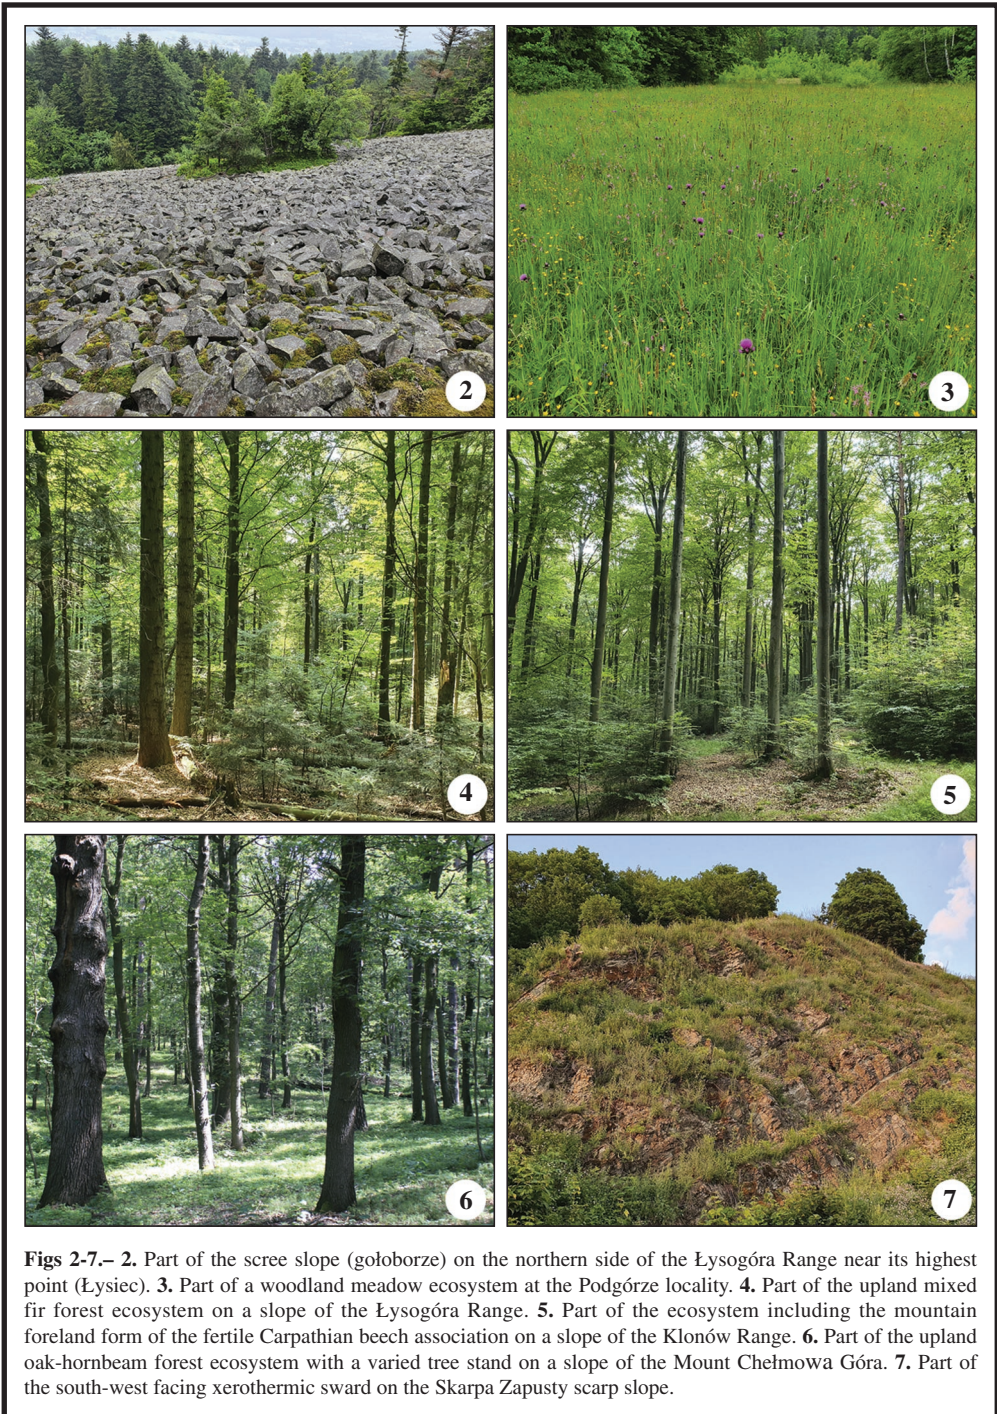 2
3
4
5
6
7
Figs 2-7.– 2. Part of the scree slope (gołoborze) on the northern side of the Łysogóra Range near its highest
point (Łysiec). 3. Part of a woodland meadow ecosystem at the Podgórze locality. 4. Part of the upland mixed
fir forest ecosystem on a slope of the Łysogóra Range. 5. Part of the ecosystem including the mountain
foreland form of the fertile Carpathian beech association on a slope of the Klonów Range. 6. Part of the upland
oak-hornbeam forest ecosystem with a varied tree stand on a slope of the Mount Chełmowa Góra. 7. Part of
the south-west facing xerothermic sward on the Skarpa Zapusty scarp slope.